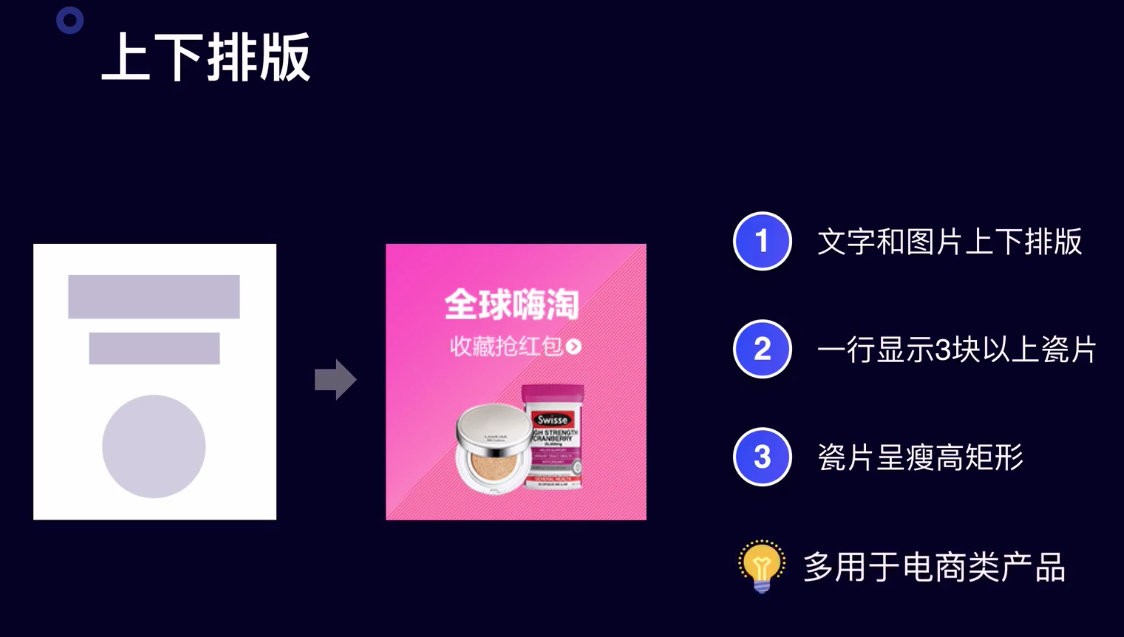 上下排版
全球嗨淘
收藏抢红包
Swisse
HIGH STRENGTH
CRANBERRY
1 文字和图片上下排版
2 一行显示3块以上瓷片
3 瓷片呈瘦高矩形
多用于电商类产品